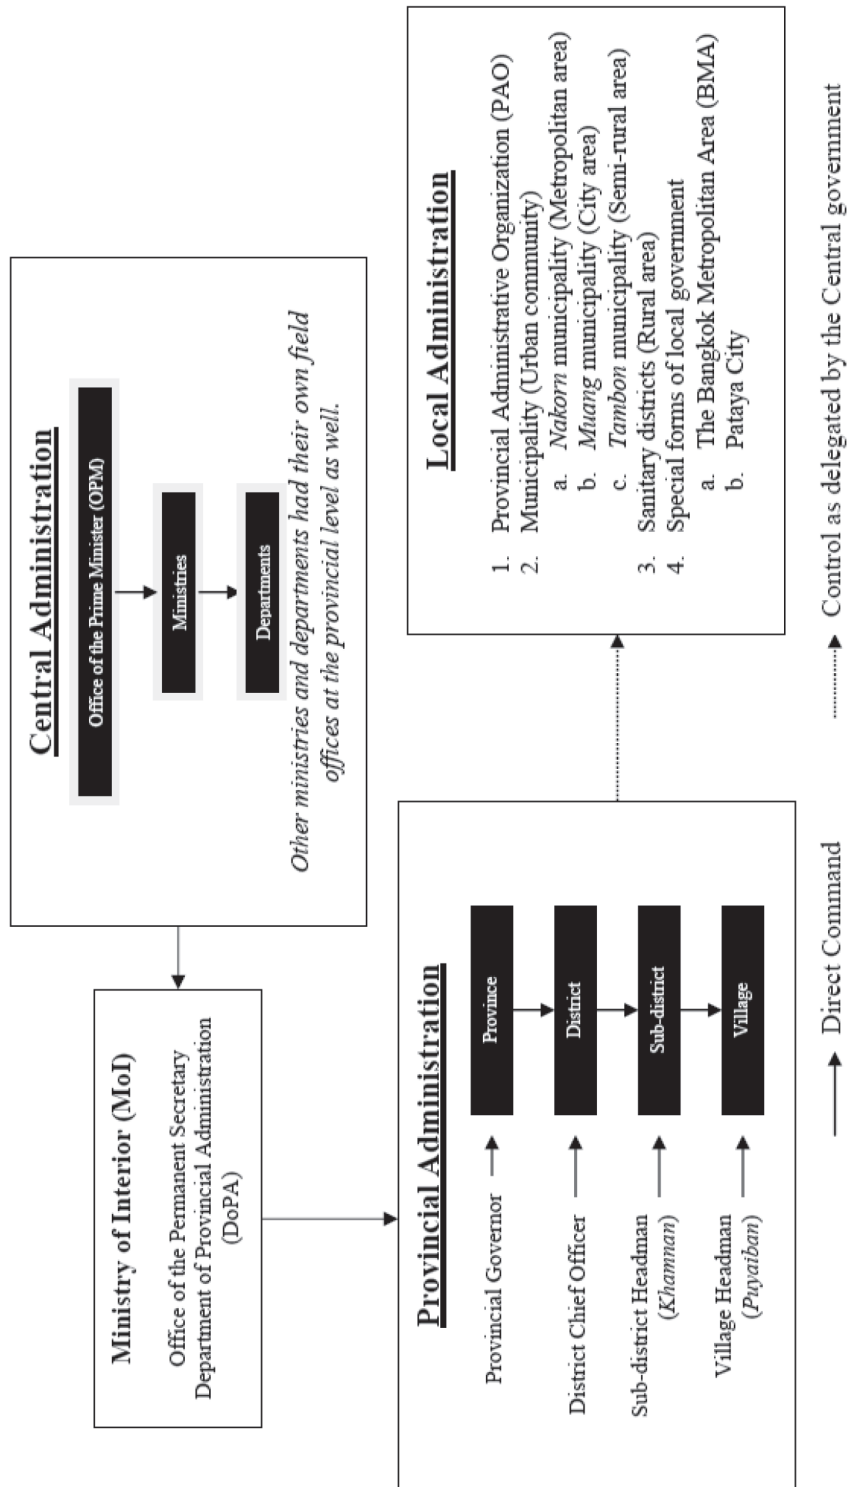 Central Administration
Office of the Prime Minister (OPM)
Ministries
Departments
Other ministries and departments had their own field
offices at the provincial level as well.
Ministry of Interior (MoI)
Office of the Permanent Secretary
Department of Provincial Administration
(DoPA)
Provincial Administration
Provincial Governor
Province
District Chief Officer
District
Sub-district Headman
(Khamnan)
Sub-district
Village Headman
(Puyaiban)
Village
Local Administration
1. Provincial Administrative Organization (PAO)
2. Municipality (Urban community)
a. Nakorn municipality (Metropolitan area)
b. Muang municipality (City area)
c. Tambon municipality (Semi-rural area)
3. Sanitary districts (Rural area)
4. Special forms of local government
a. The Bangkok Metropolitan Area (BMA)
b. Pataya City
Direct Command
Control as delegated by the Central government